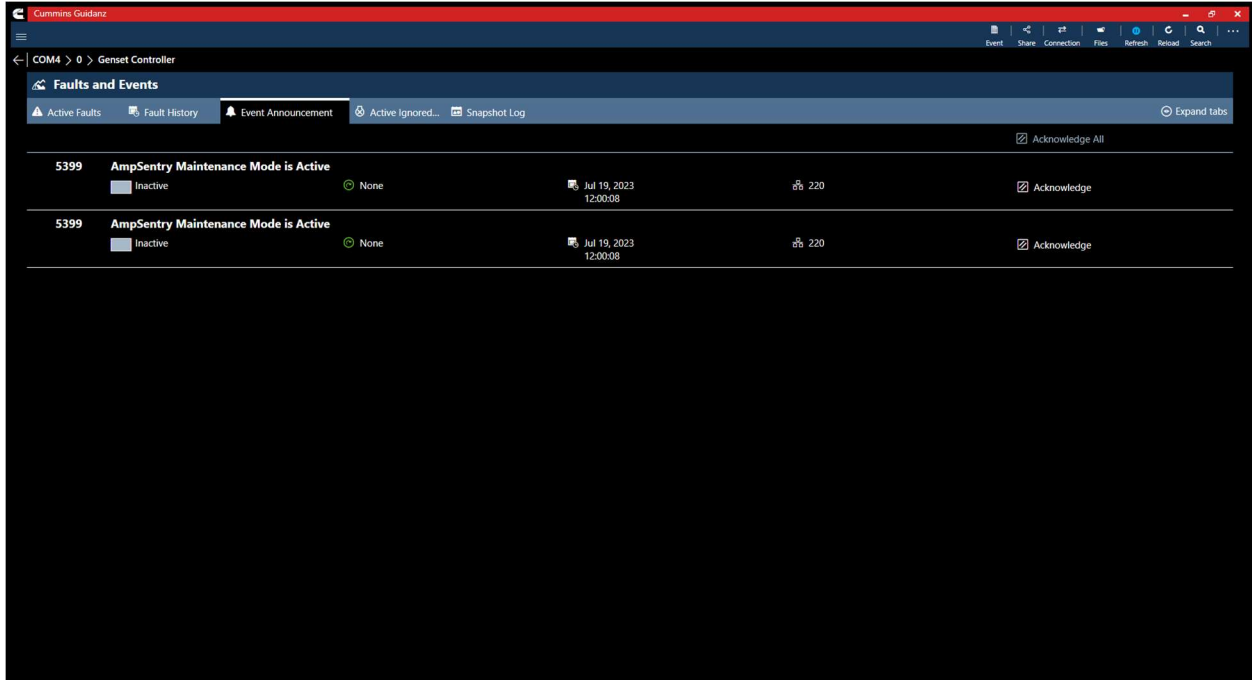 Cummins Guidanz
Event Share Connection Files Refresh Reload Search
COM4 > 0 > Genset Controller
Faults and Events
Active Faults Fault History Event Announcement Active Ignored... Snapshot Log Expand tabs
Acknowledge All
5399 AmpSentry Maintenance Mode is Active
Inactive None Jul 19, 2023 220 Acknowledge
12:00:08
5399 AmpSentry Maintenance Mode is Active
Inactive None Jul 19, 2023 220 Acknowledge
12:00:08